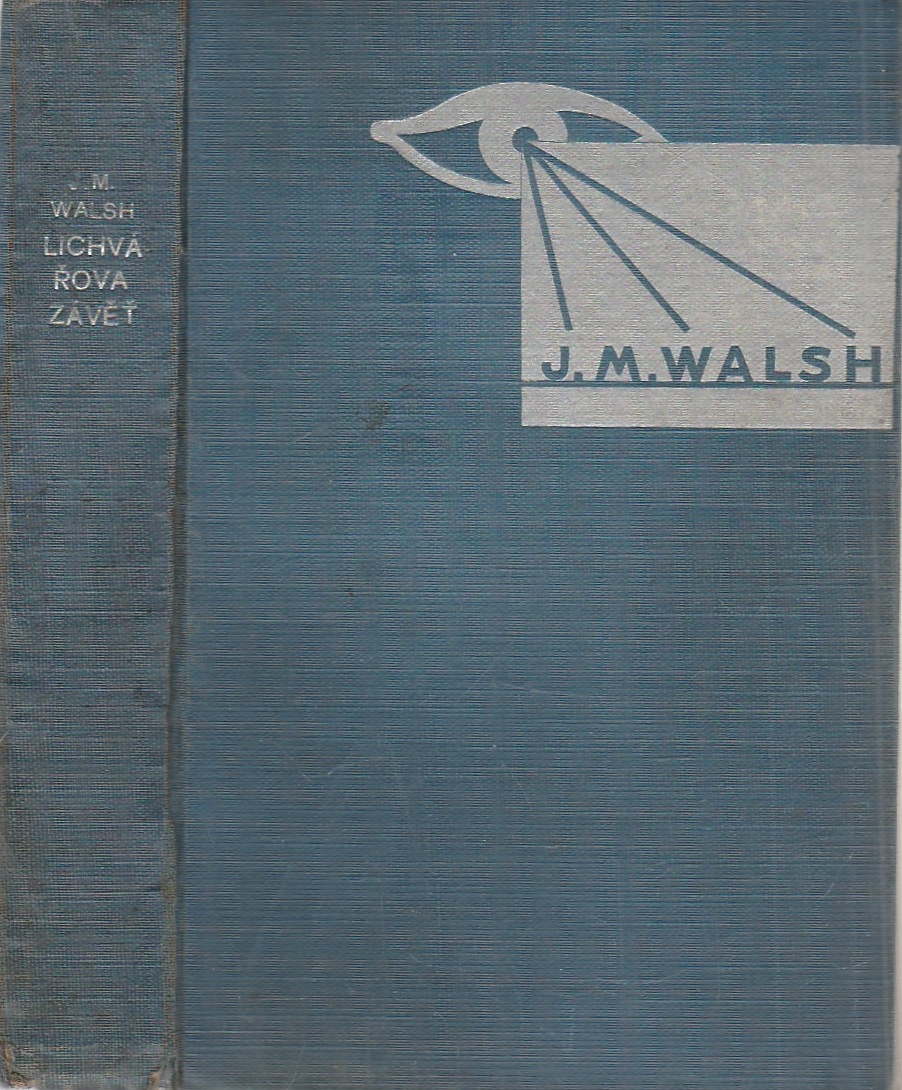 J. M.
WALSH
LICHVÁ-
ŘOVA
ZÁVĚŤ
J.M.WALSH